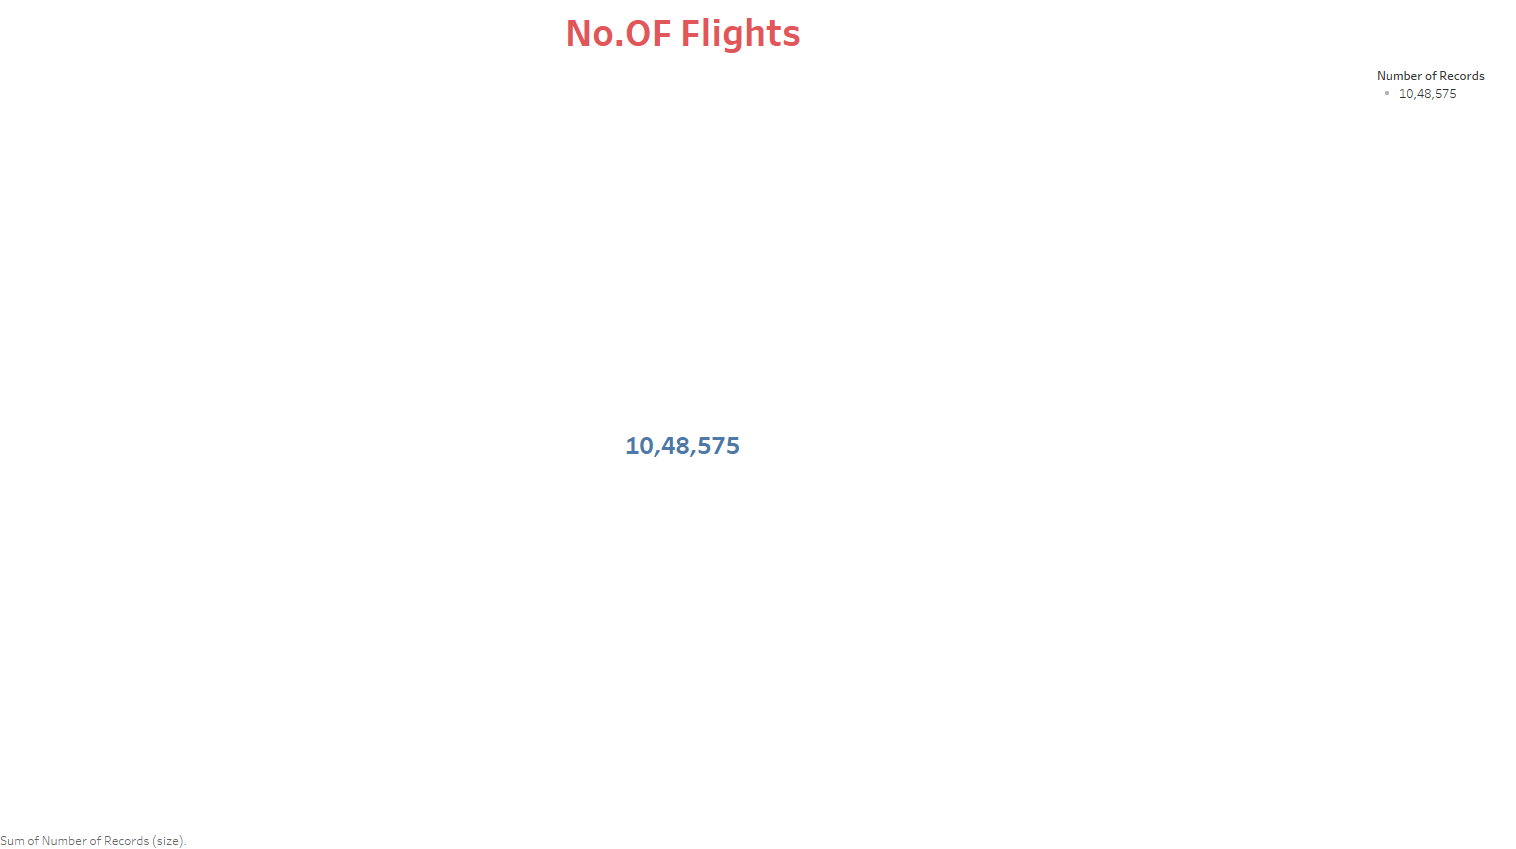 No.OF Flights
Number of Records
10,48,575
10,48,575
Sum of Number of Records (size).